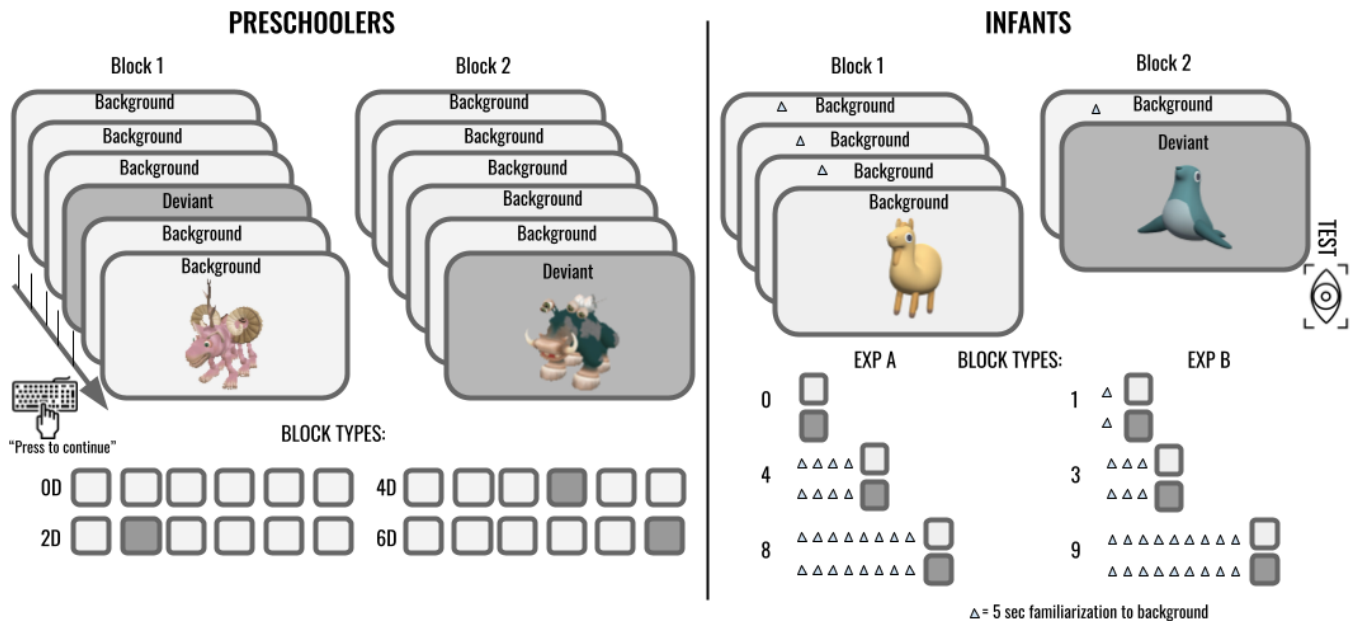 PRESCHOOLERS
Block 1
Background
Background
Background
Deviant
Background
Background
Block 2
Background
Background
Background
Background
Background
Deviant
"Press to continue"
BLOCK TYPES:
0D
4D
2D
6D
INFANTS
Block 1
Background
Background
Background
Background
Block 2
Background
Deviant
TEST
EXP A
BLOCK TYPES:
EXP B
0
1
4
3
8
9
= 5 sec familiarization to background